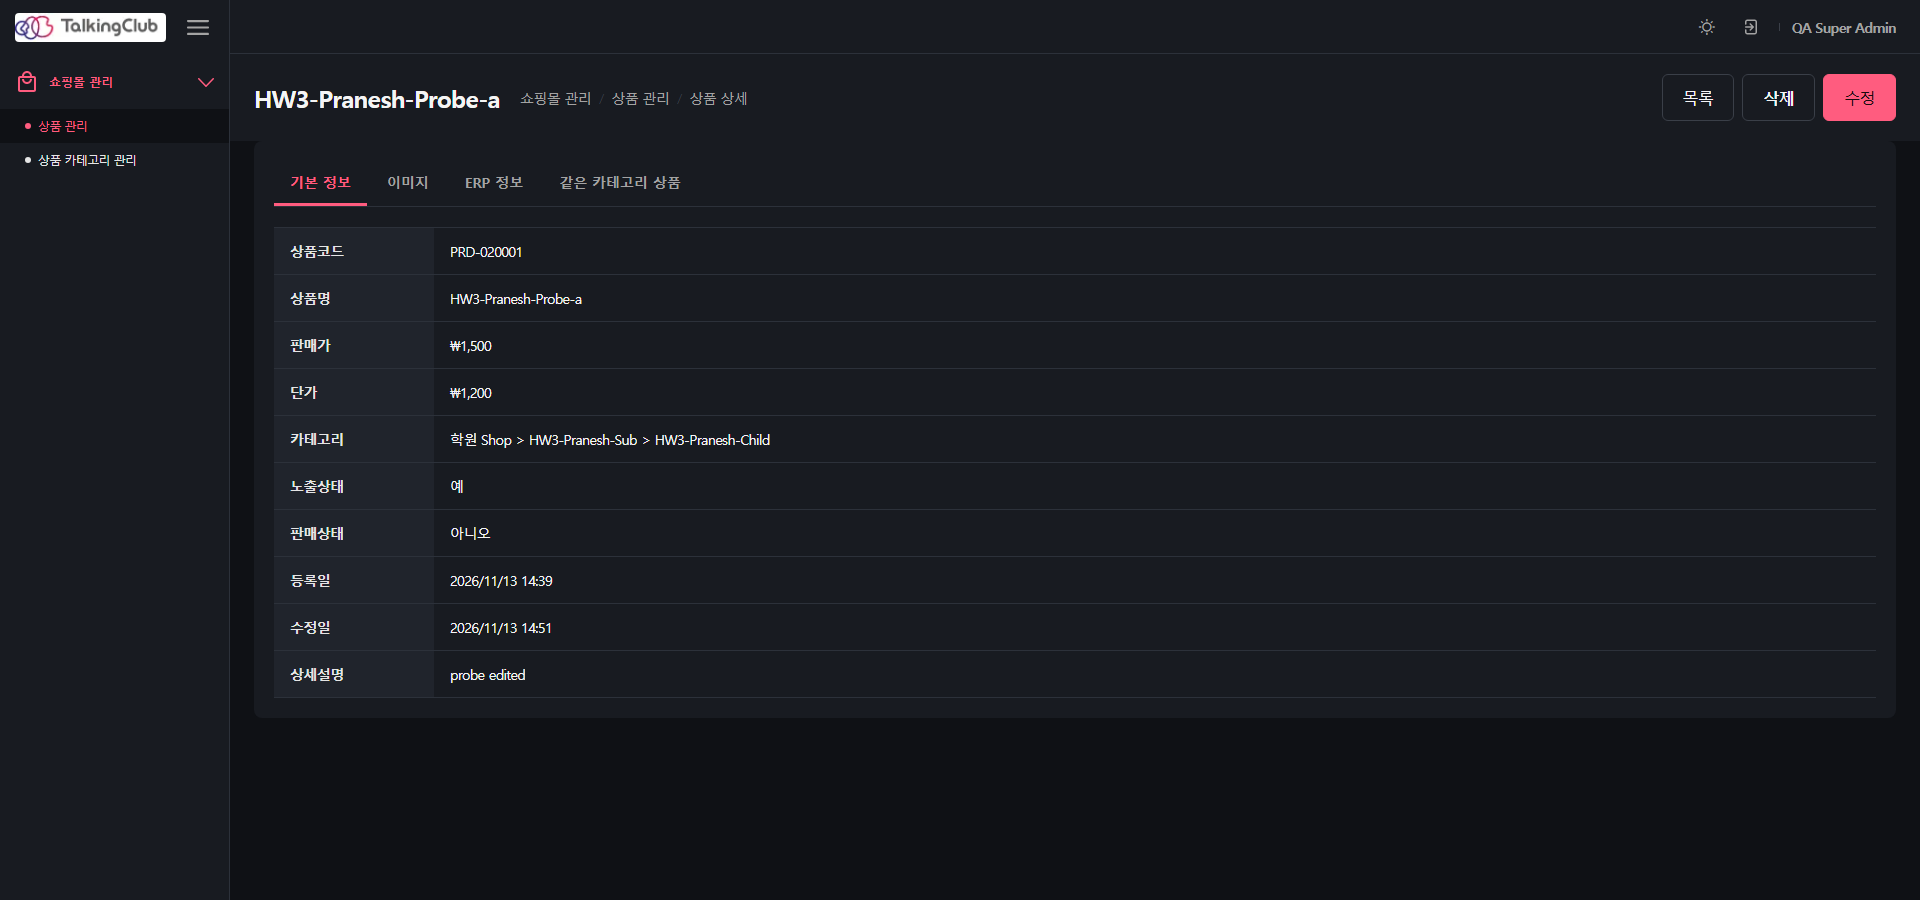 TalkingClub
QA Super Admin
쇼핑몰 관리
상품 관리
상품 카테고리 관리
HW3-Pranesh-Probe-a
쇼핑몰 관리 / 상품 관리 / 상품 상세
목록
삭제
수정
기본 정보
이미지
ERP 정보
같은 카테고리 상품
상품코드 PRD-020001
상품명 HW3-Pranesh-Probe-a
판매가 ₩1,500
단가 ₩1,200
카테고리 학원 Shop > HW3-Pranesh-Sub > HW3-Pranesh-Child
노출상태 예
판매상태 아니오
등록일 2026/11/13 14:39
수정일 2026/11/13 14:51
상세설명 probe edited